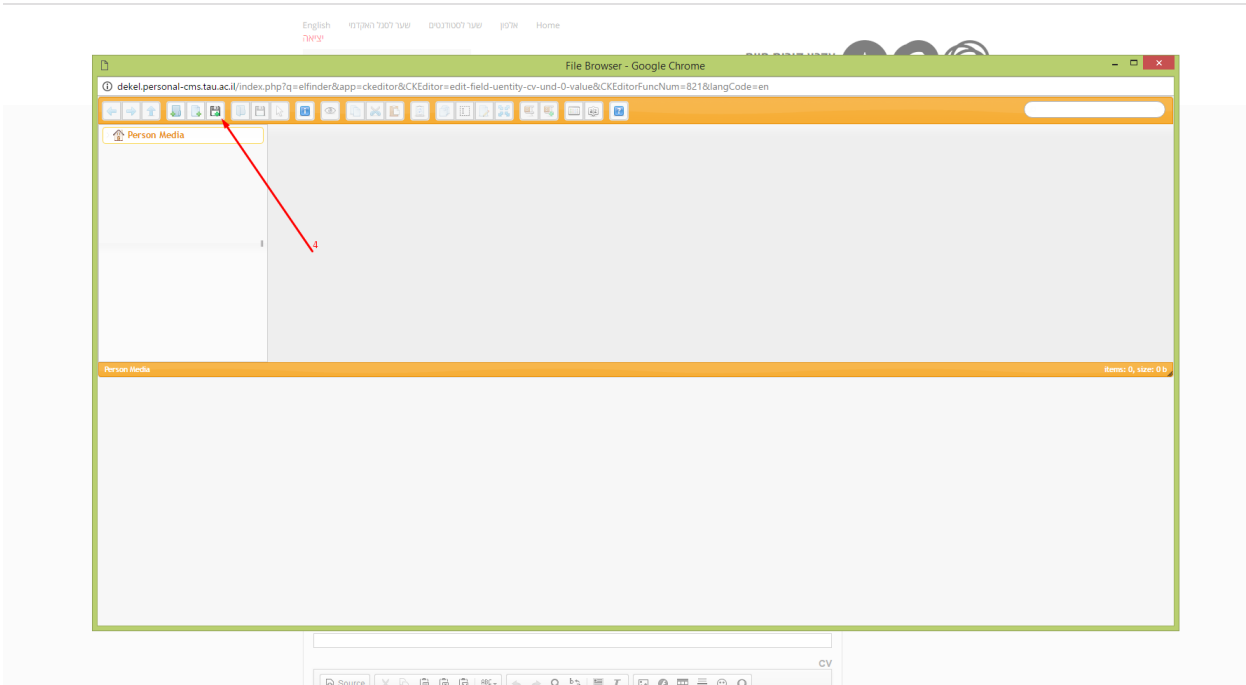 English שער לסגל האקדמי שער לסטודנטים אלפון Home
יציאה
File Browser - Google Chrome
dekel.personal-cms.tau.ac.il/index.php?q=elfinder&app=ckeditor&CKEditor=edit-field-uentity-cv-und-0-value&CKEditorFuncNum=821&langCode=en
Person Media
4
Person Media
items: 0, size: 0 b
CV
Source